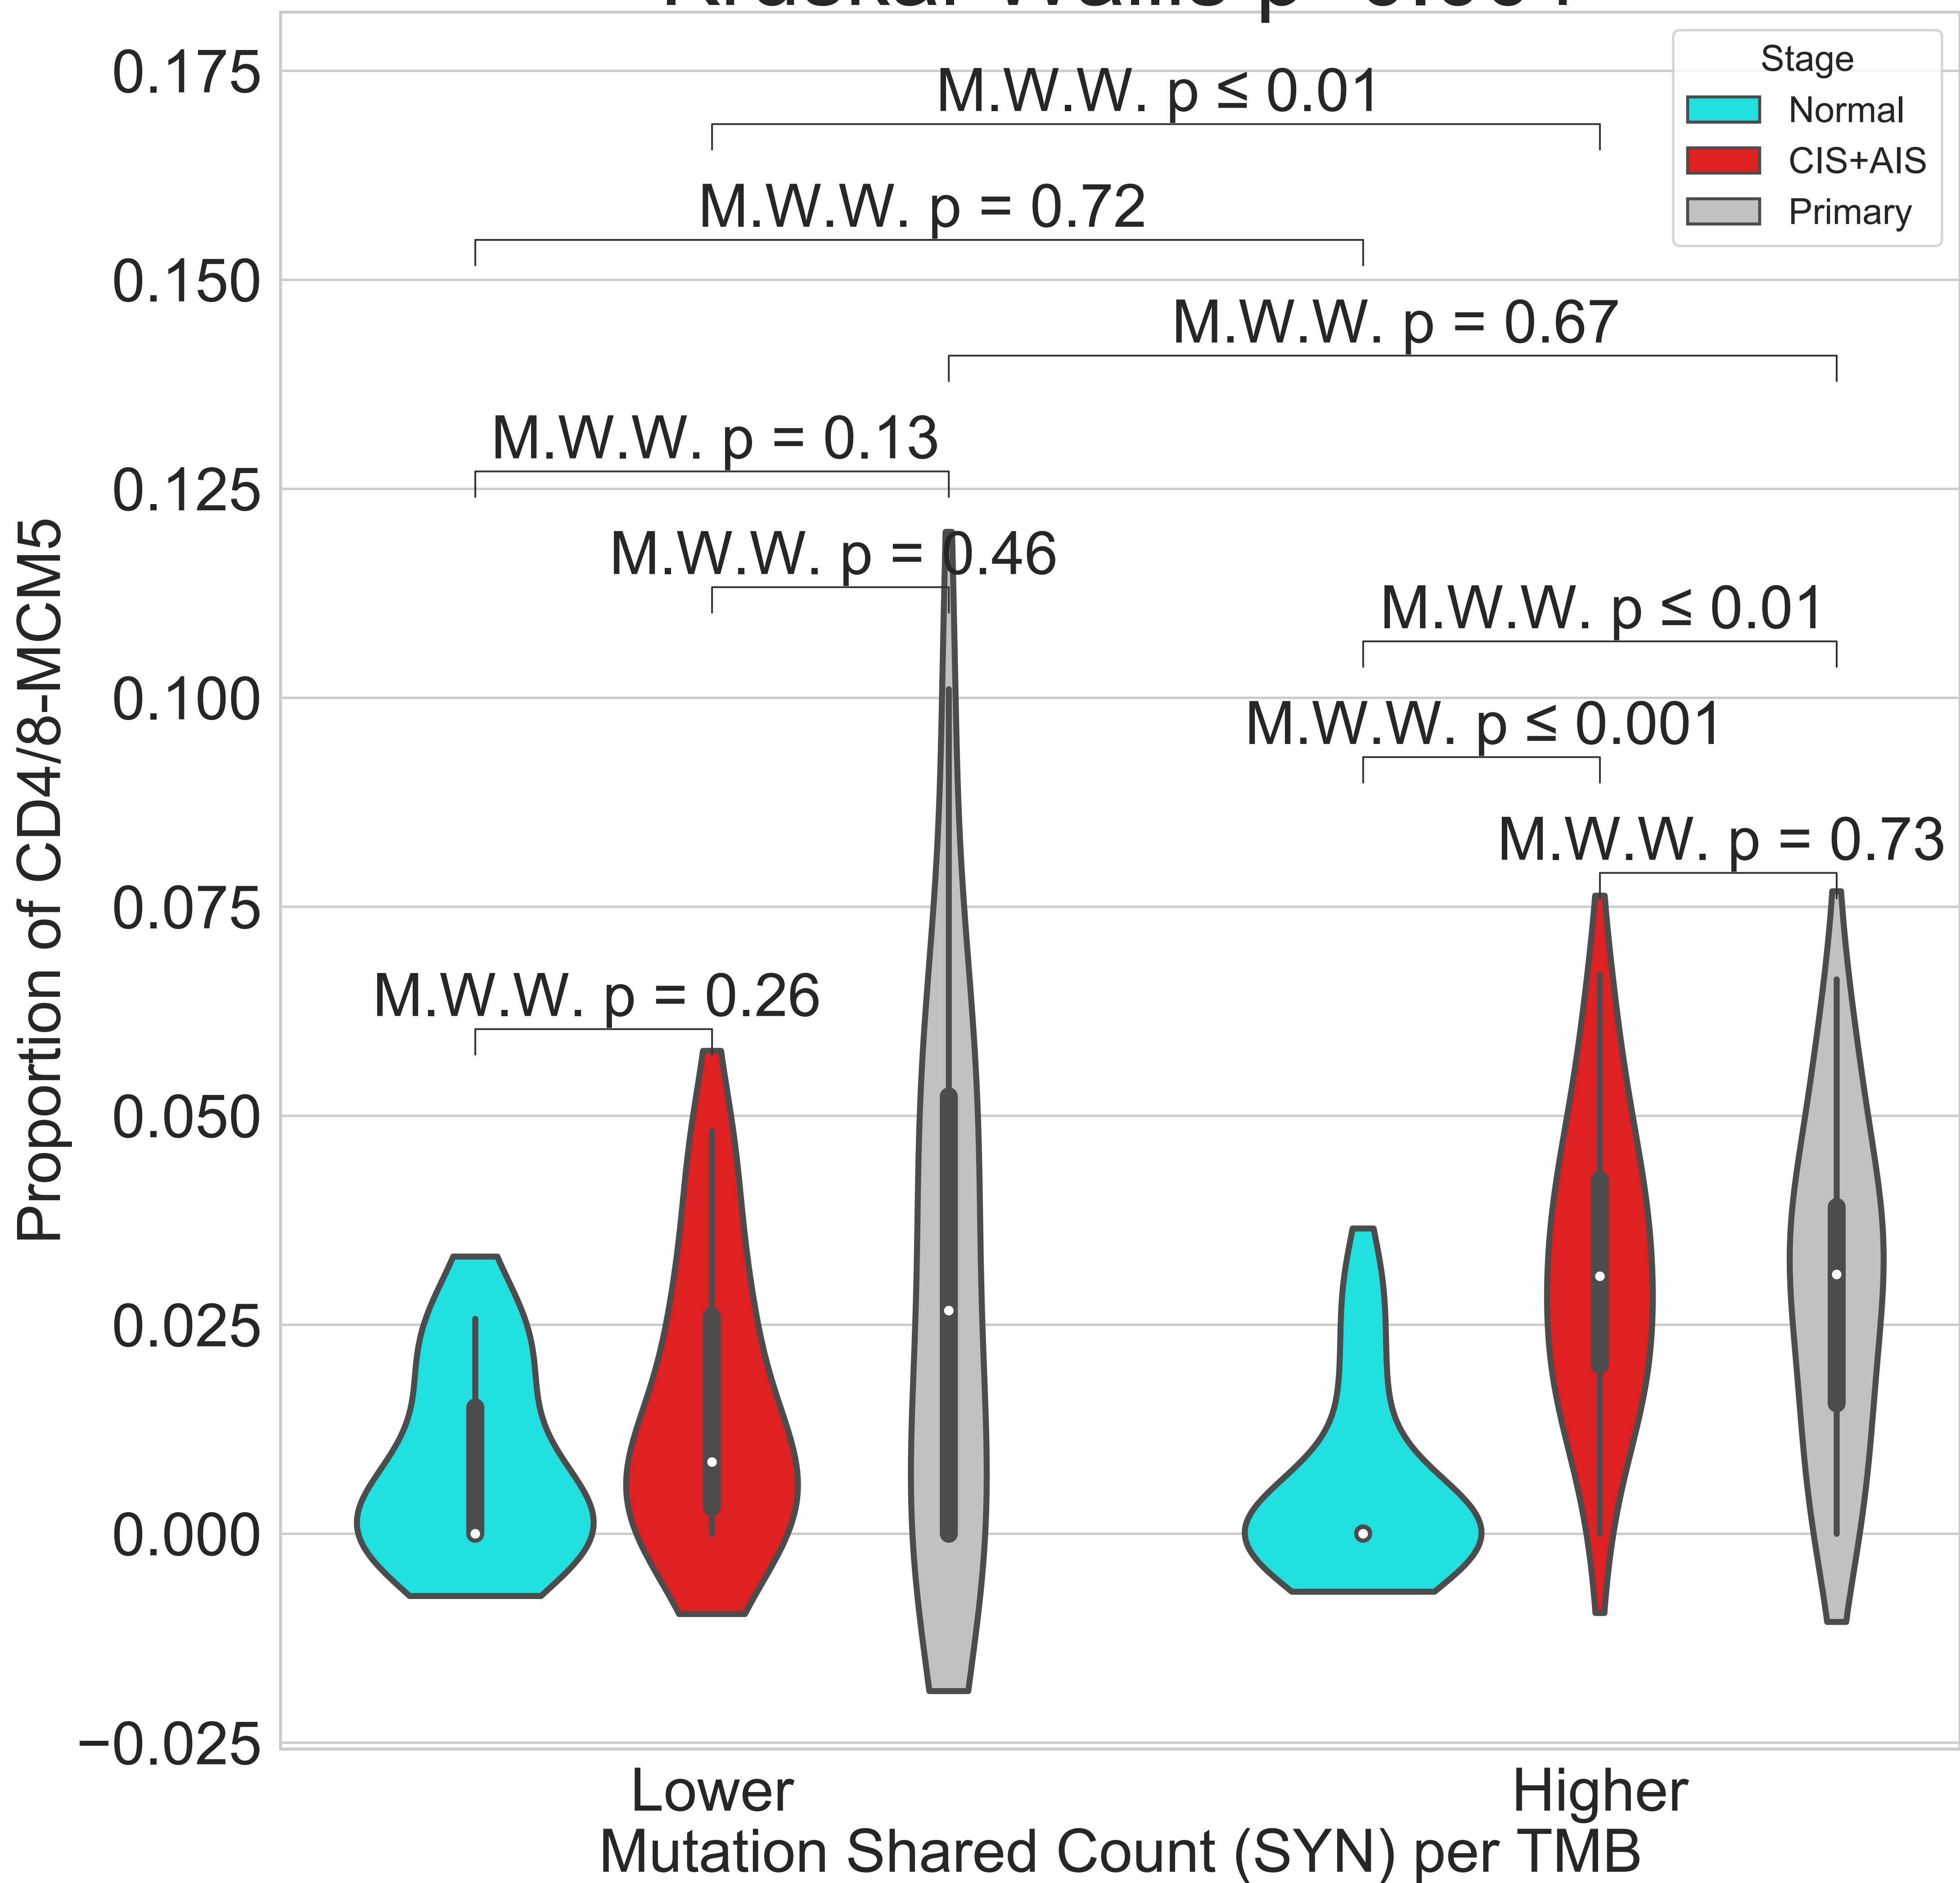 0.175
0.150
0.125
0.100
0.075
0.050
0.025
0.000
−0.025
Proportion of CD4/8-MCM5
M.W.W. p ≤ 0.01
M.W.W. p = 0.72
M.W.W. p = 0.67
M.W.W. p = 0.13
M.W.W. p = 0.46
M.W.W. p ≤ 0.01
M.W.W. p ≤ 0.001
M.W.W. p = 0.73
M.W.W. p = 0.26
Stage
Normal
CIS+AIS
Primary
Lower
Higher
Mutation Shared Count (SYN) per TMB